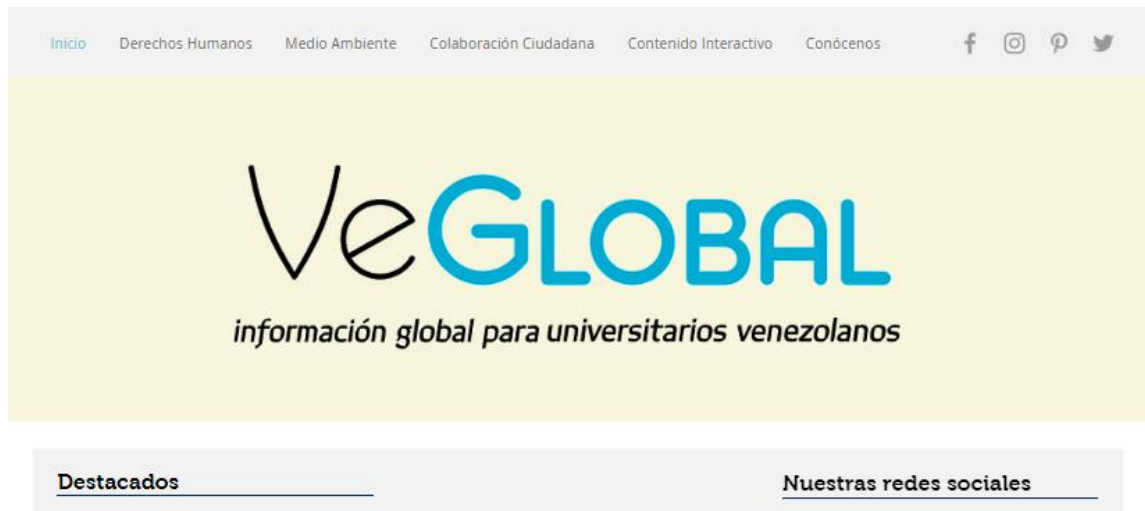 Inicio Derechos Humanos Medio Ambiente Colaboración Ciudadana Contenido Interactivo Conócenos
VeGLOBAL
información global para universitarios venezolanos
Destacados
Nuestras redes sociales